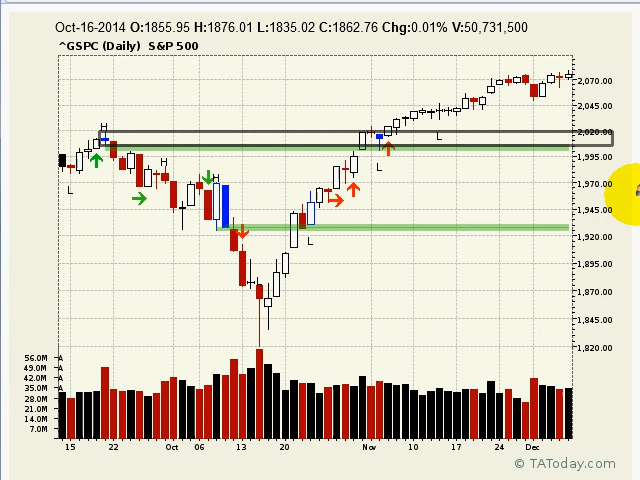 Oct-16-2014 O:1855.95 H:1876.01 L:1835.02 C:1862.76 Chg:0.01% V:50,731,500
^GSPC (Daily) S&P 500
2,070.00
2,045.00
2,020.00
1,995.00
1,970.00
1,945.00
1,920.00
1,895.00
1,870.00
1,845.00
1,820.00
H
L
H
H
L
L
L
56.0M A
49.0M A
42.0M A
35.0M A
28.0M
21.0M
14.0M
7.0M
15 22 Oct 06 13 20 Nov 10 17 24 Dec
© TAToday.com